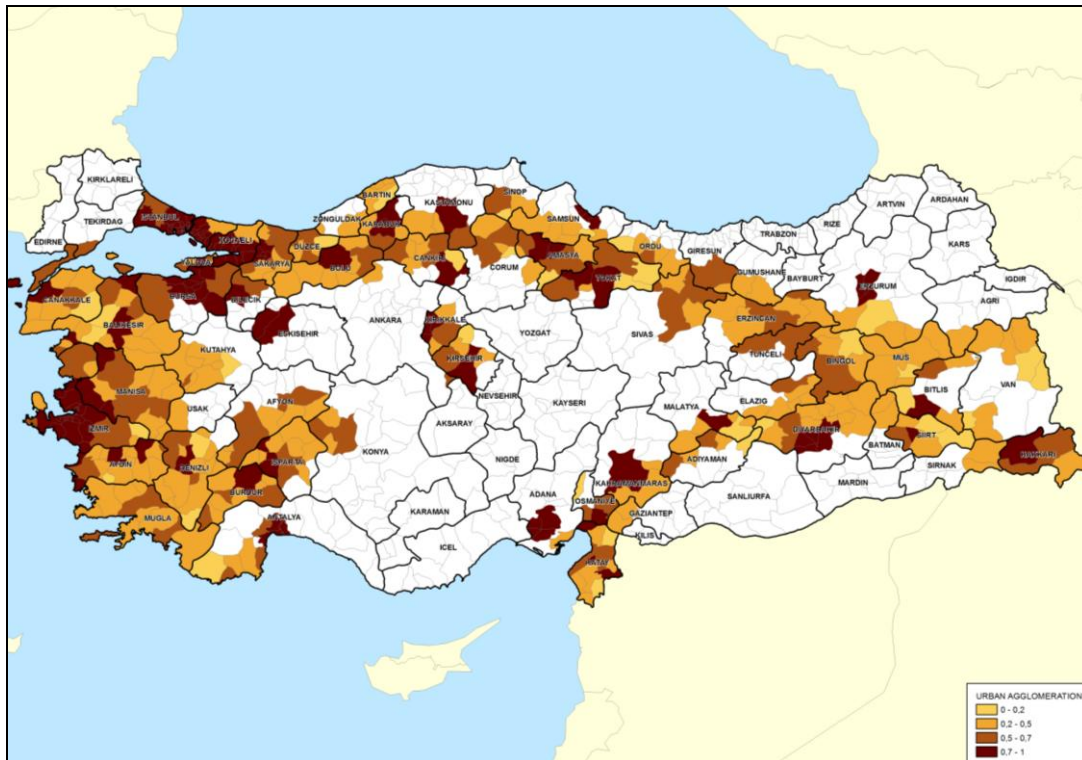 KIRKLARELI
TEKIRDAG
EDIRNE
ISTANBUL
KOCAELI
YALOVA
SAKARYA
DUZCE
BOLU
ZONGULDAK
BARTIN
KARABUK
KASTAMONU
SINOP
CANKIRI
CORUM
SAMSUN
AMASYA
TOKAT
ORDU
GIRESUN
TRABZON
RIZE
ARTVIN
ARDAHAN
KARS
IGDIR
AGRI
GUMUSHANE
BAYBURT
ERZURUM
CANAKKALE
BALIKESIR
BURSA
BILECIK
ESKISEHIR
KUTAHYA
ANKARA
KIRIKKALE
KIRSEHIR
YOZGAT
SIVAS
ERZINCAN
TUNCELI
BINGOL
MUS
BITLIS
VAN
MANISA
USAK
AFYON
IZMIR
AYDIN
DENIZLI
ISPARTA
BURDUR
MUGLA
ANTALYA
KONYA
AKSARAY
NEVSEHIR
KAYSERI
NIGDE
KARAMAN
ICEL
ADANA
OSMANIYE
HATAY
KAHRAMANMARAS
MALATYA
ELAZIG
ADIYAMAN
GAZIANTEP
KILIS
SANLIURFA
DIYARBAKIR
BATMAN
MARDIN
SIIRT
SIRNAK
HAKKARI
URBAN AGGLOMERATION
0 - 0,2
0,2 - 0,5
0,5 - 0,7
0,7 - 1